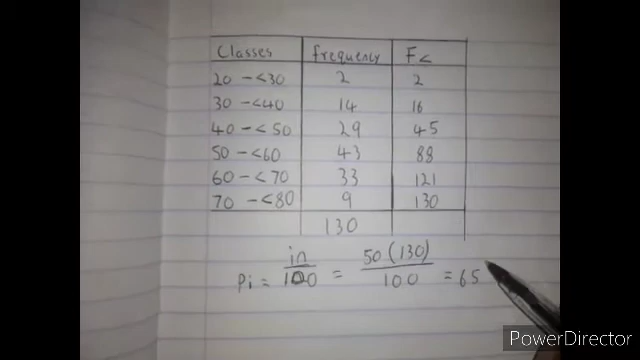 Classes frequency F<
20 - <30 2 2
30 - <40 14 16
40 - <50 29 45
50 - <60 43 88
60 - <70 33 121
70 - <80 9 130
130
Pi = in/100 = 50(130)/100 = 65
PowerDirector